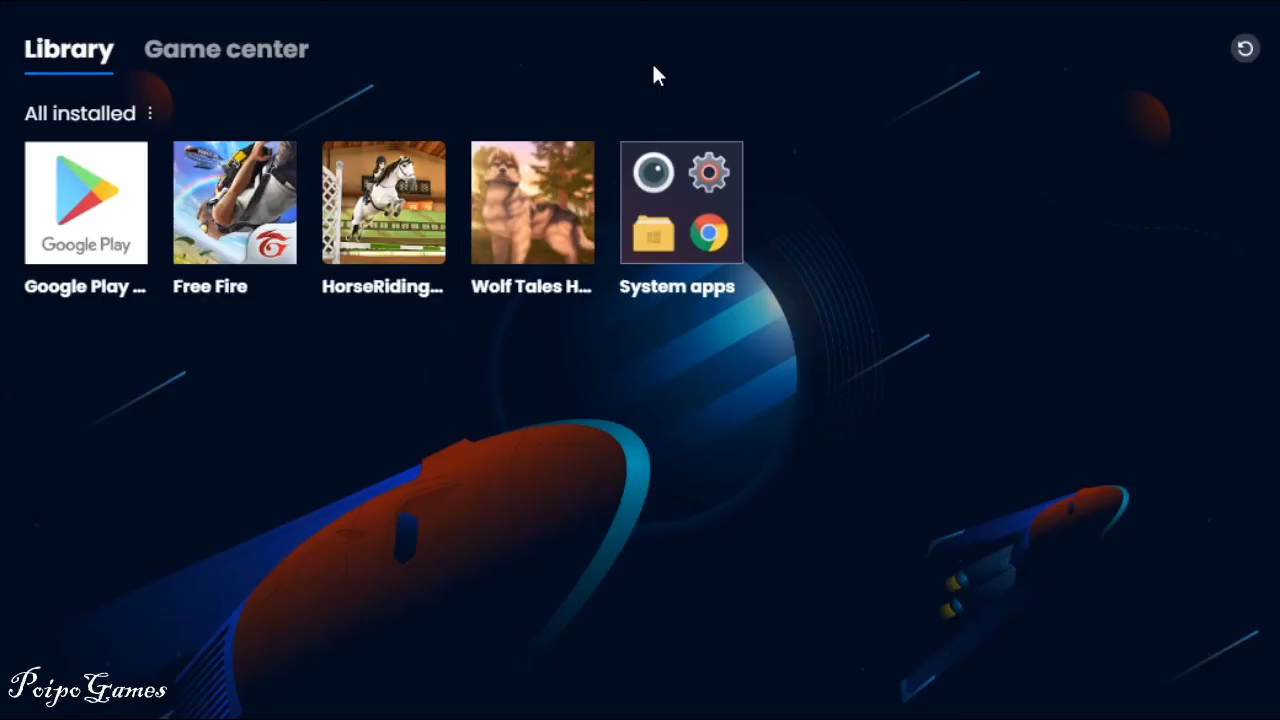 Library Game center
All installed
Google Play
Google Play ... Free Fire HorseRiding... Wolf Tales H... System apps
PoipoGames